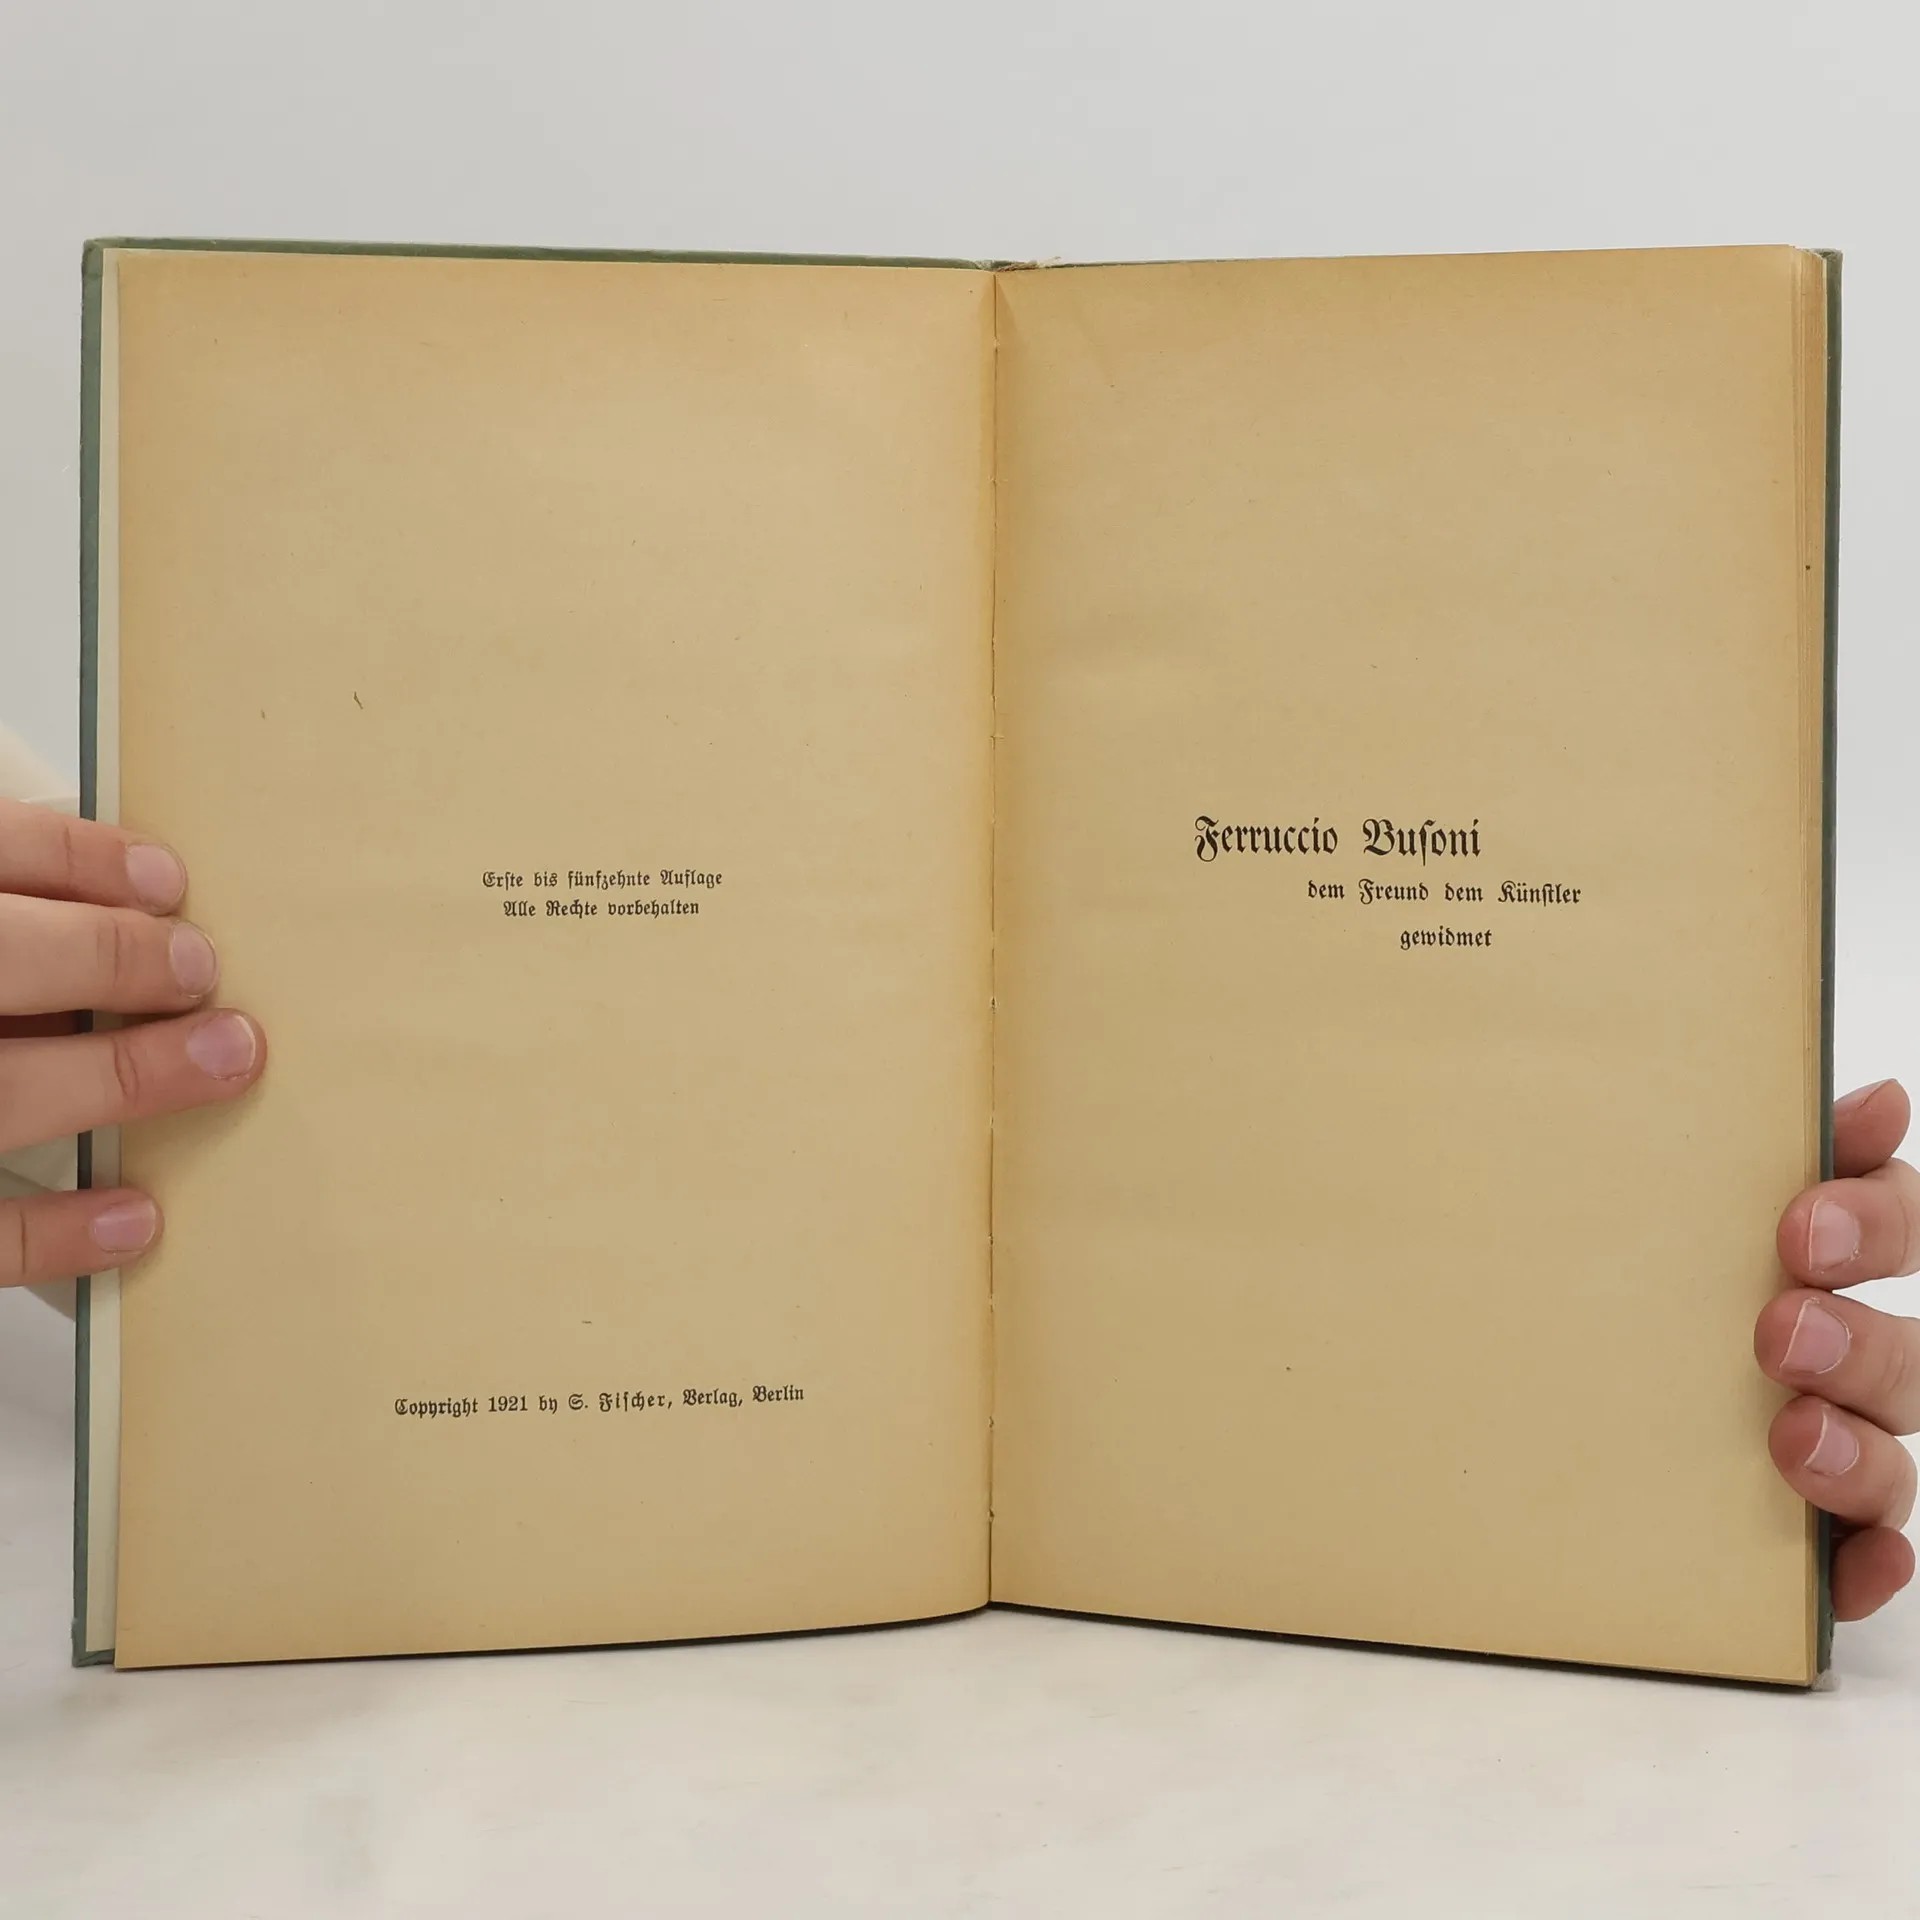 Erſte bis fünfzehnte Auflage
Alle Rechte vorbehalten
Copyright 1921 by S. Fiſcher, Verlag, Berlin
Ferruccio Buſoni
dem Freund dem Künſtler
gewidmet